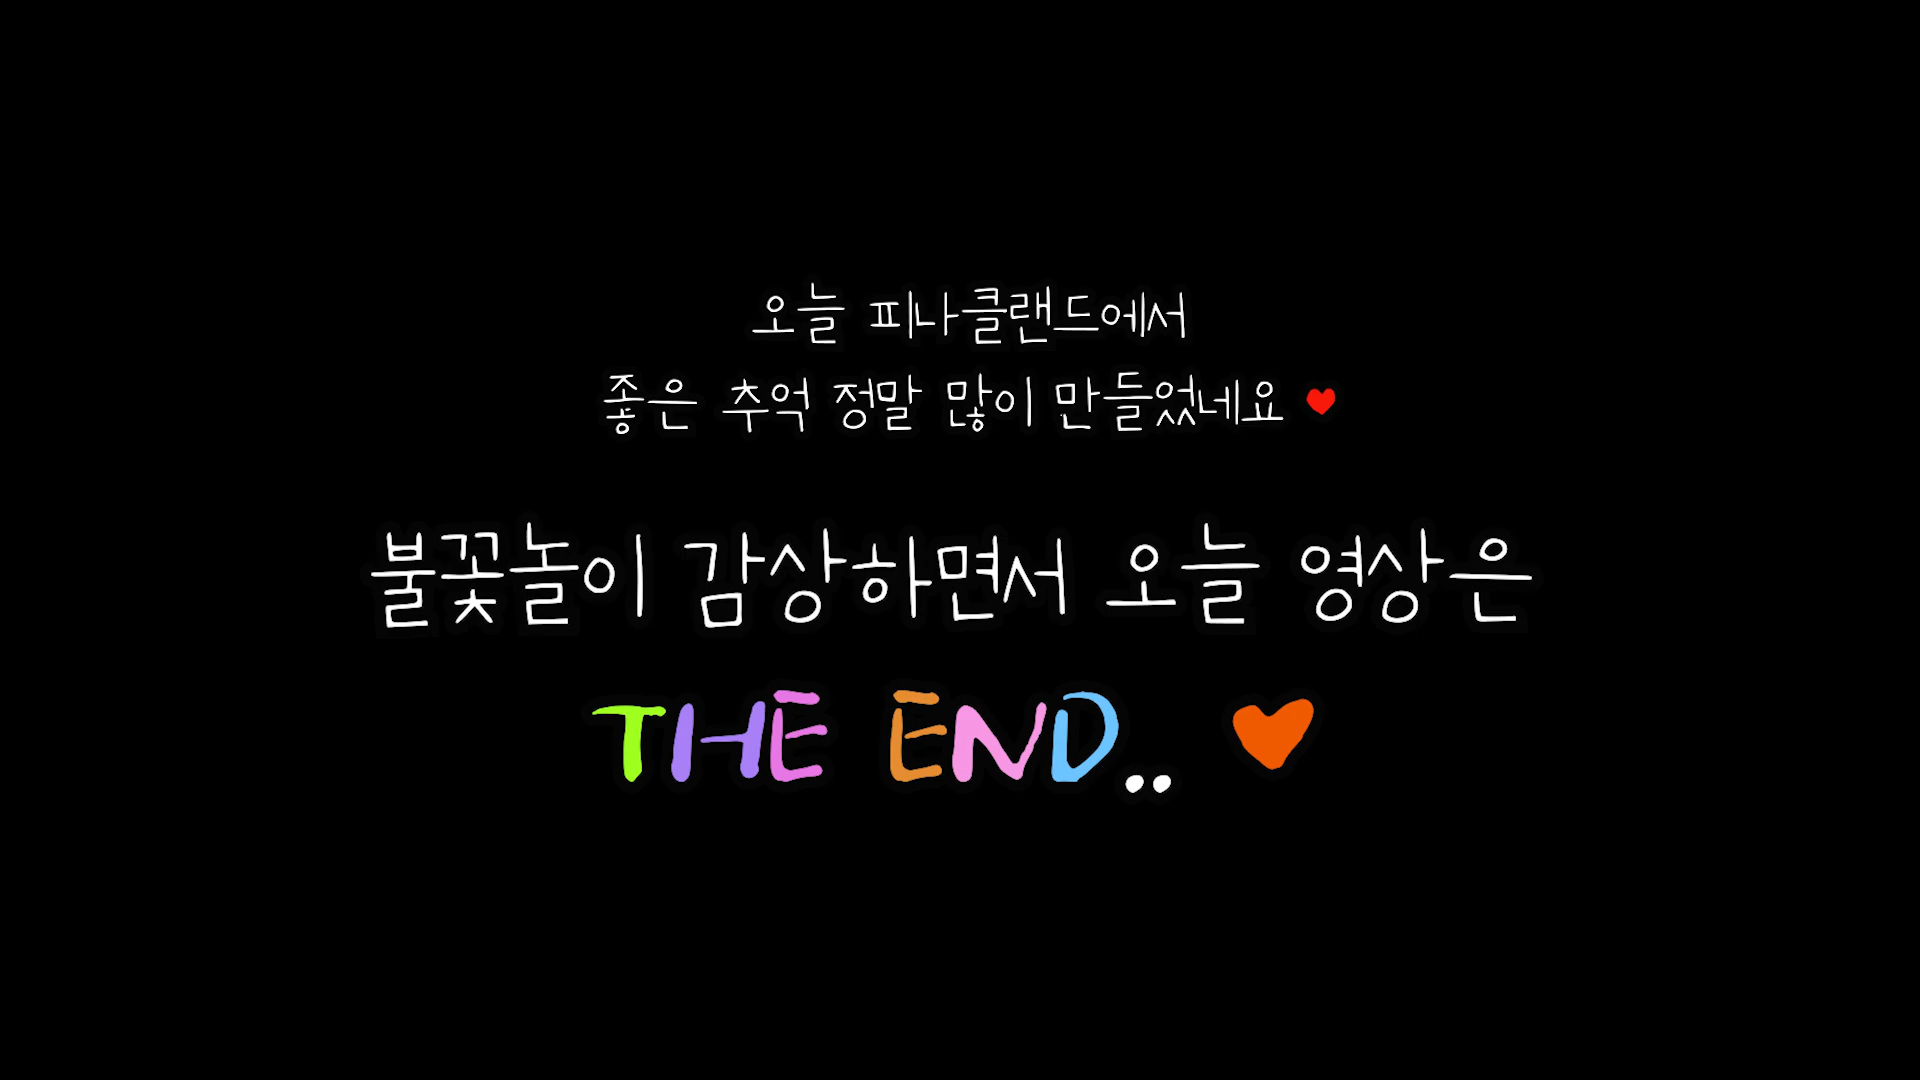 오늘 피나클랜드에서
좋은 추억 정말 많이 만들었네요 ♥
불꽃놀이 감상하면서 오늘 영상은
THE END.. ♥